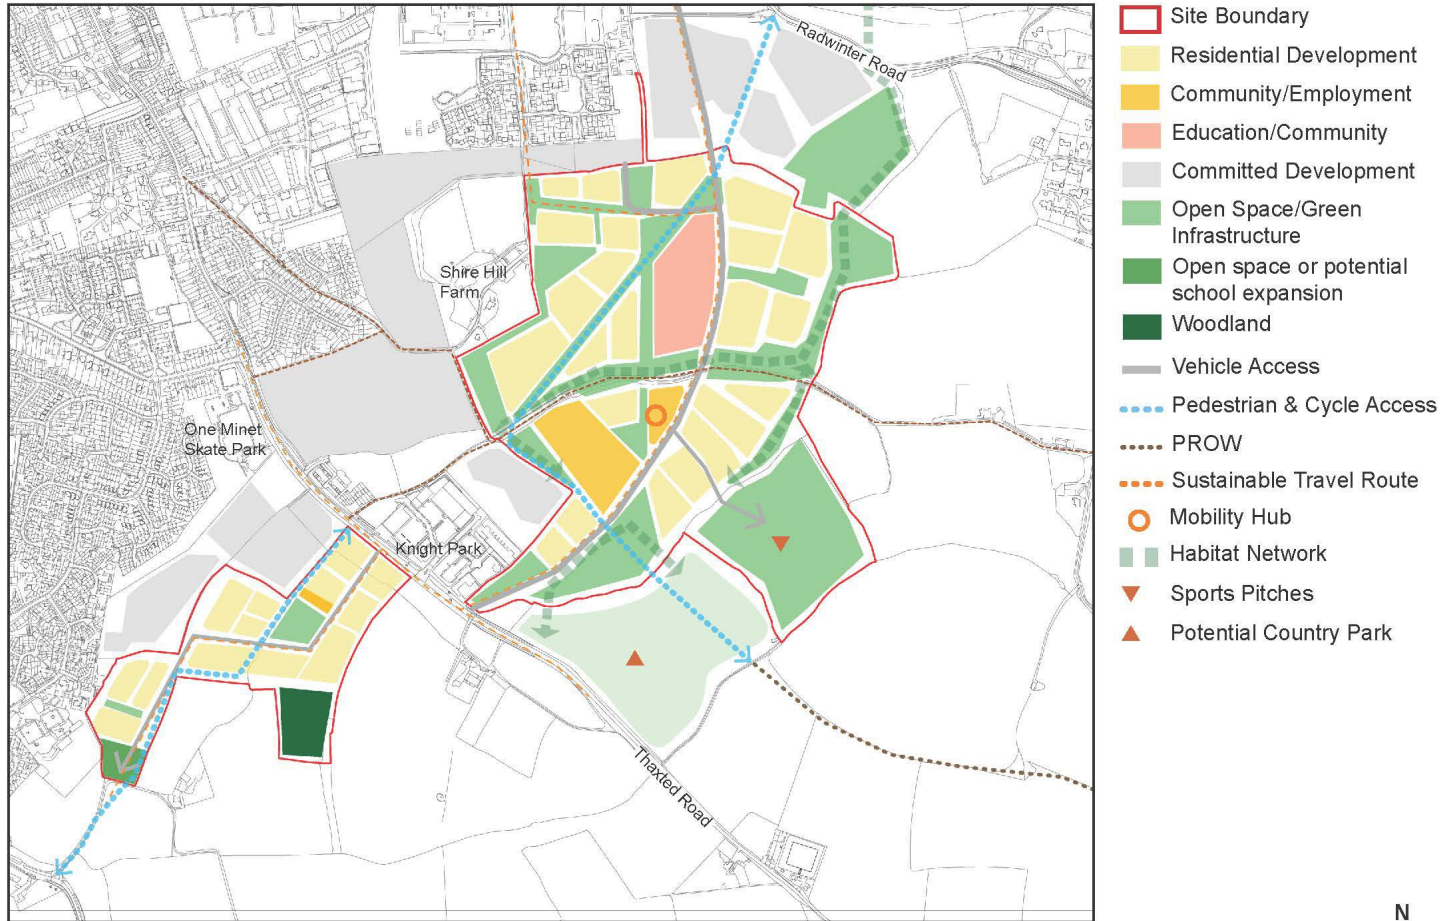 Radwinter Road
Shire Hill
Farm
One Minet
Skate Park
Knight Park
Thaxted Road
Site Boundary
Residential Development
Community/Employment
Education/Community
Committed Development
Open Space/Green
Infrastructure
Open space or potential
school expansion
Woodland
Vehicle Access
Pedestrian & Cycle Access
PROW
Sustainable Travel Route
Mobility Hub
Habitat Network
Sports Pitches
Potential Country Park
N